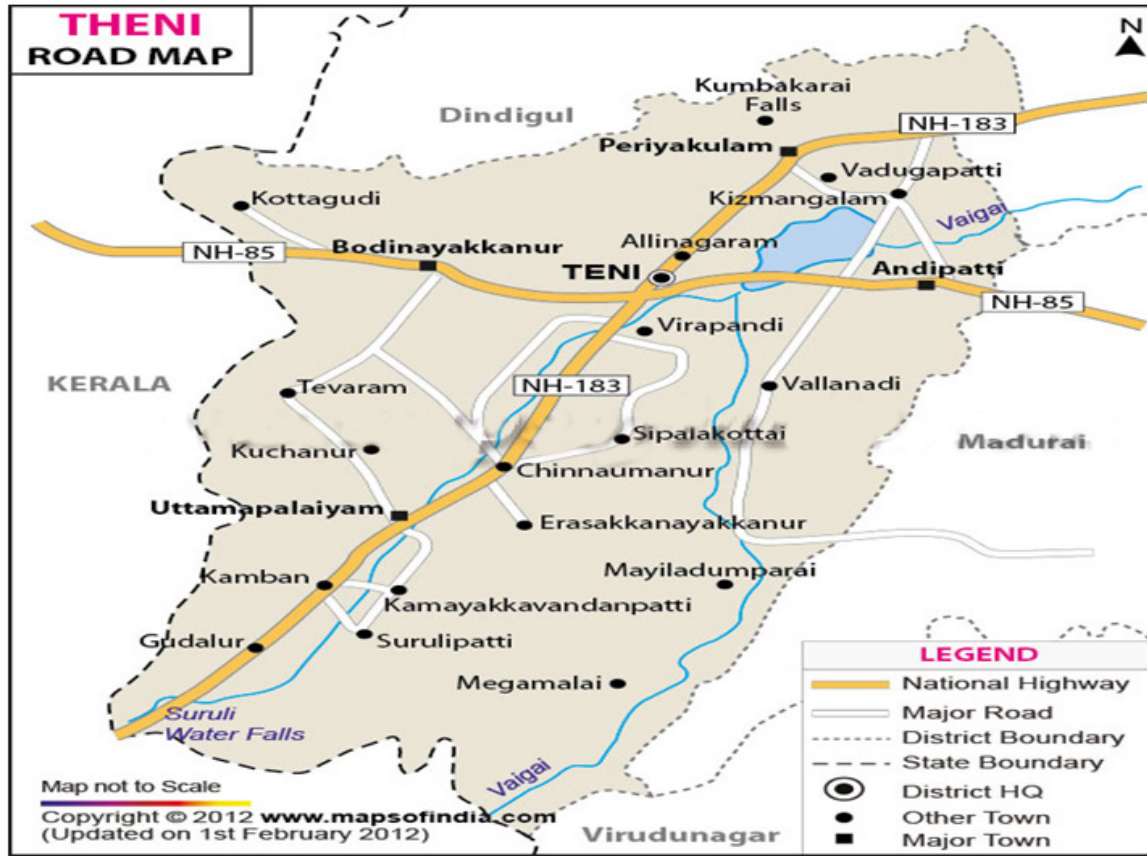 THENI
ROAD MAP
N
Dindigul
Kumbakarai
Falls
NH-183
Periyakulam
Vadugapatti
Kizmangalam
Kottagudi
Vaigai
NH-85
Bodinayakkanur
Allinagaram
TENI
Andipatti
NH-85
Virapandi
KERALA
Tevaram
NH-183
Vallanadi
Kuchanur
Sipalakottai
Madurai
Chinnaumanur
Uttamapalaiyam
Erasakkanayakkanur
Kamban
Mayiladumparai
Kamayakkavandanpatti
Gudalur
Surulipatti
Megamalai
Suruli
Water Falls
Vaigai
Virudunagar
LEGEND
National Highway
Major Road
District Boundary
State Boundary
District HQ
Other Town
Major Town
Map not to Scale
Copyright © 2012 www.mapsofindia.com
(Updated on 1st February 2012)